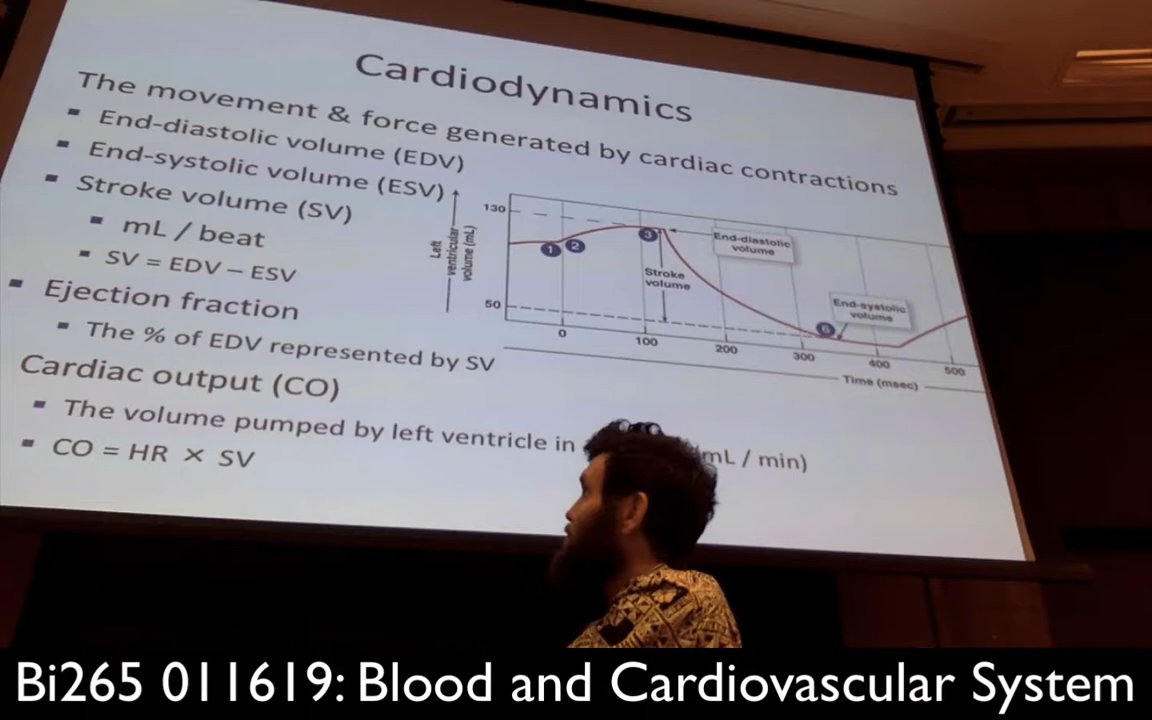 Cardiodynamics
The movement & force generated by cardiac contractions
▪ End-diastolic volume (EDV)
▪ End-systolic volume (ESV)
▪ Stroke volume (SV)
▪ mL / beat
▪ SV = EDV – ESV
▪ Ejection fraction
▪ The % of EDV represented by SV
Cardiac output (CO)
▪ The volume pumped by left ventricle in mL / min)
▪ CO = HR × SV
Left
ventricular
volume (mL)
130
50
1
2
3
End-diastolic
volume
Stroke
volume
End-systolic
volume
6
0
100
200
300
400
500
Time (msec)
Bi265 011619: Blood and Cardiovascular System